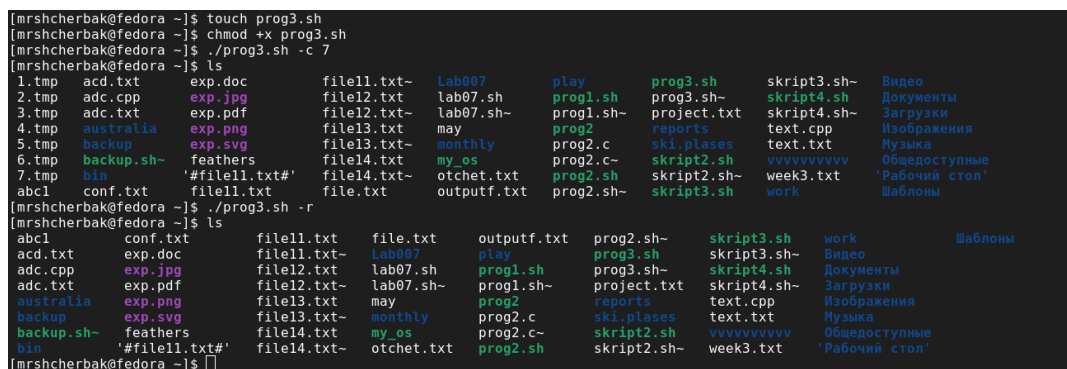 [mrshcherbak@fedora ~]$ touch prog3.sh
[mrshcherbak@fedora ~]$ chmod +x prog3.sh
[mrshcherbak@fedora ~]$ ./prog3.sh -c 7
[mrshcherbak@fedora ~]$ ls
1.tmp acd.txt exp.doc file11.txt~ Lab007 play prog3.sh skript3.sh~ Видео
2.tmp adc.cpp exp.jpg file12.txt lab07.sh prog1.sh prog3.sh~ skript4.sh Документы
3.tmp adc.txt exp.pdf file12.txt~ lab07.sh~ prog1.sh~ project.txt skript4.sh~ Загрузки
4.tmp australia exp.png file13.txt may prog2 reports text.cpp Изображения
5.tmp backup exp.svg file13.txt~ monthly prog2.c ski.plases text.txt Музыка
6.tmp backup.sh~ feathers file14.txt my_os prog2.c~ skript2.sh vvvvvvvvvv Общедоступные
7.tmp bin '#file11.txt#' file14.txt~ otchet.txt prog2.sh skript2.sh~ week3.txt 'Рабочий стол'
abc1 conf.txt file11.txt file.txt outputf.txt prog2.sh~ skript3.sh work Шаблоны
[mrshcherbak@fedora ~]$ ./prog3.sh -r
[mrshcherbak@fedora ~]$ ls
abc1 conf.txt file11.txt file.txt outputf.txt prog2.sh~ skript3.sh work Шаблоны
acd.txt exp.doc file11.txt~ Lab007 play prog3.sh skript3.sh~ Видео
adc.cpp exp.jpg file12.txt lab07.sh prog1.sh prog3.sh~ skript4.sh Документы
adc.txt exp.pdf file12.txt~ lab07.sh~ prog1.sh~ project.txt skript4.sh~ Загрузки
australia exp.png file13.txt may prog2 reports text.cpp Изображения
backup exp.svg file13.txt~ monthly prog2.c ski.plases text.txt Музыка
backup.sh~ feathers file14.txt my_os prog2.c~ skript2.sh vvvvvvvvvv Общедоступные
bin '#file11.txt#' file14.txt~ otchet.txt prog2.sh skript2.sh~ week3.txt 'Рабочий стол'
[mrshcherbak@fedora ~]$